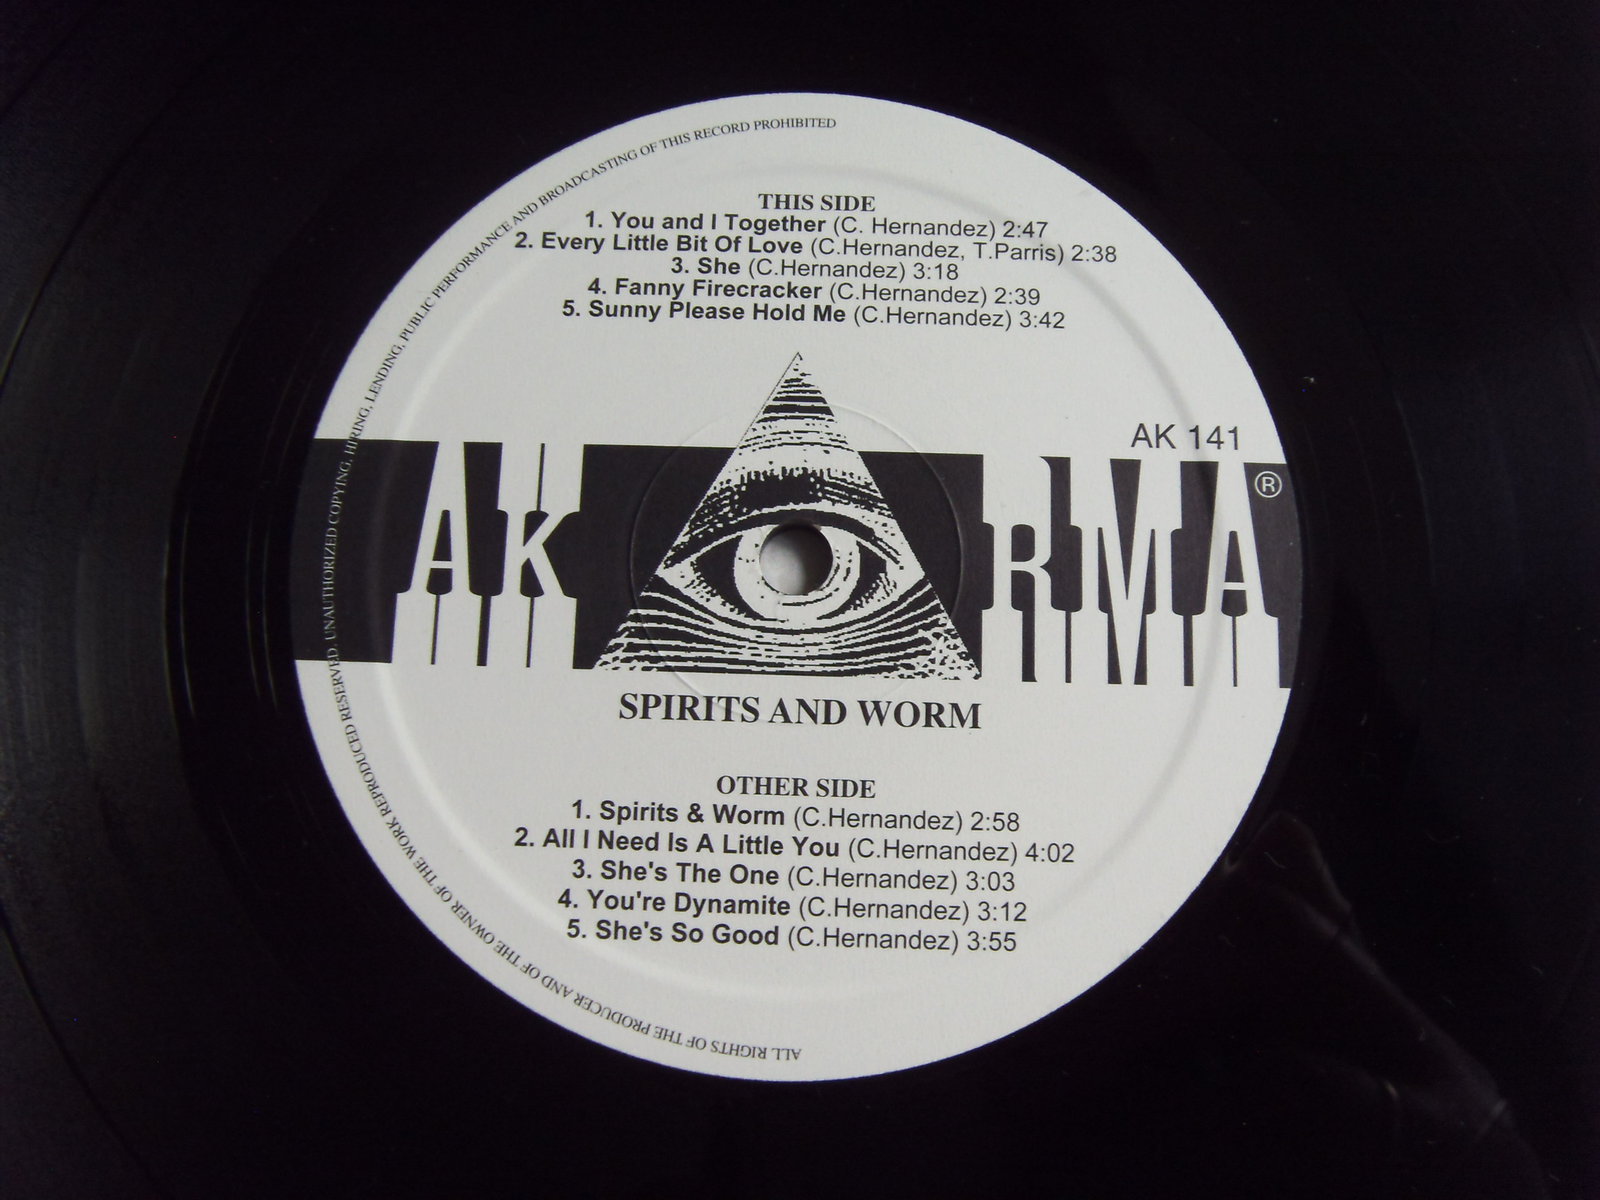 ALL RIGHTS OF THE PRODUCER AND OF THE OWNER OF THE WORK REPRODUCED RESERVED. UNAUTHORIZED COPYING, HIRING, LENDING, PUBLIC PERFORMANCE AND BROADCASTING OF THIS RECORD PROHIBITED
THIS SIDE
1. You and I Together (C. Hernandez) 2:47
2. Every Little Bit Of Love (C.Hernandez, T.Parris) 2:38
3. She (C.Hernandez) 3:18
4. Fanny Firecracker (C.Hernandez) 2:39
5. Sunny Please Hold Me (C.Hernandez) 3:42
AK 141
AK RMA ®
SPIRITS AND WORM
OTHER SIDE
1. Spirits & Worm (C.Hernandez) 2:58
2. All I Need Is A Little You (C.Hernandez) 4:02
3. She's The One (C.Hernandez) 3:03
4. You're Dynamite (C.Hernandez) 3:12
5. She's So Good (C.Hernandez) 3:55